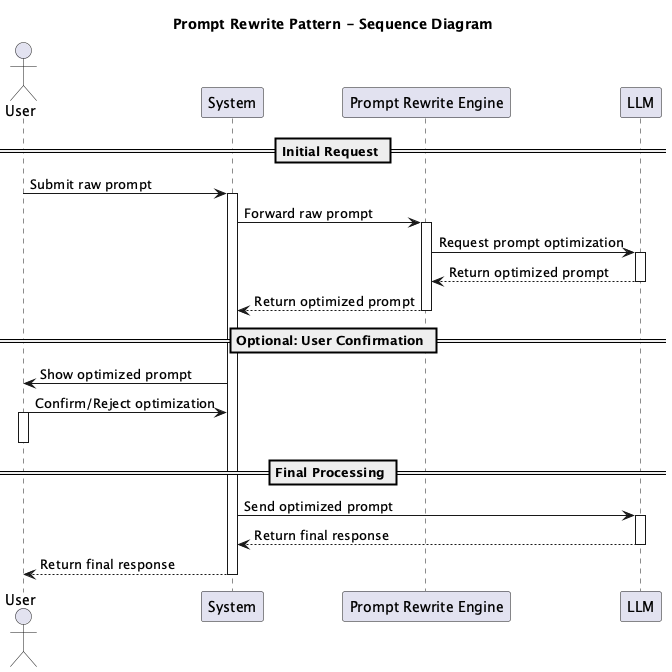 Prompt Rewrite Pattern - Sequence Diagram
User
System
Prompt Rewrite Engine
LLM
Initial Request
Submit raw prompt
Forward raw prompt
Request prompt optimization
Return optimized prompt
Return optimized prompt
Optional: User Confirmation
Show optimized prompt
Confirm/Reject optimization
Final Processing
Send optimized prompt
Return final response
Return final response
User
System
Prompt Rewrite Engine
LLM